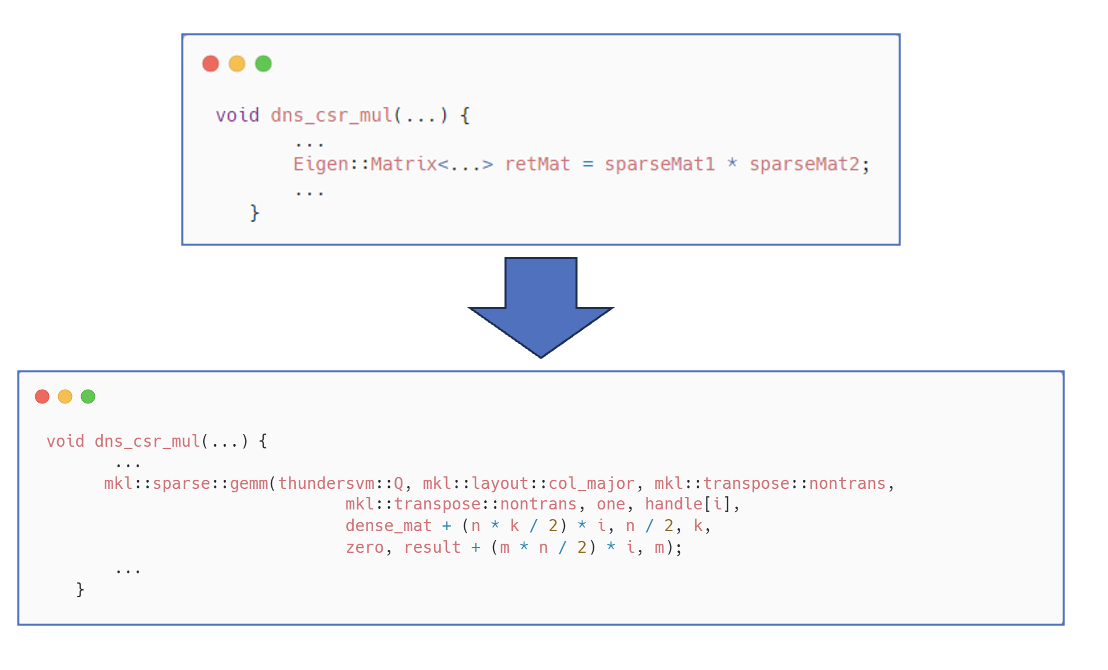 void dns_csr_mul(...) {
...
Eigen::Matrix<...> retMat = sparseMat1 * sparseMat2;
...
}
void dns_csr_mul(...) {
...
mkl::sparse::gemm(thundersvm::Q, mkl::layout::col_major, mkl::transpose::nontrans,
mkl::transpose::nontrans, one, handle[i],
dense_mat + (n * k / 2) * i, n / 2, k,
zero, result + (m * n / 2) * i, m);
...
}